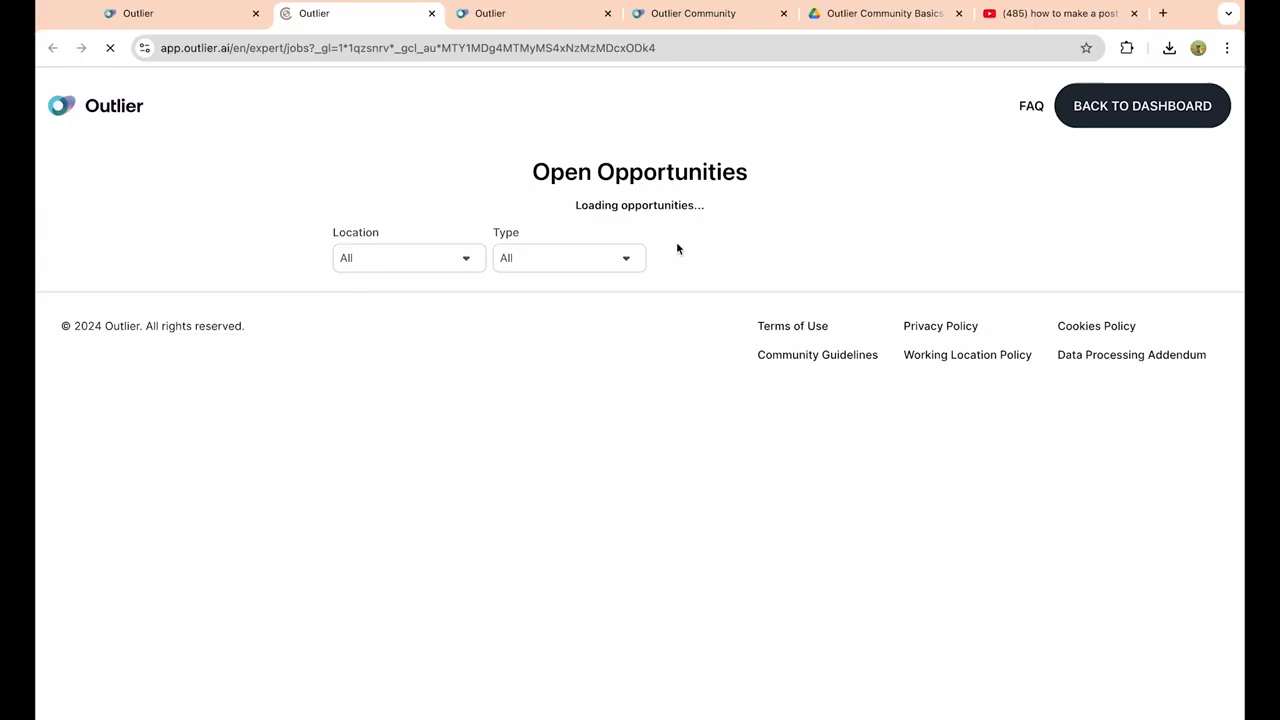 Outlier
Outlier
Outlier
Outlier Community
Outlier Community Basics
(485) how to make a post
app.outlier.ai/en/expert/jobs?_gl=1*1qzsnrv*_gcl_au*MTY1MDg4MTMyMS4xNzMzMDcxODk4
Outlier
FAQ
BACK TO DASHBOARD
Open Opportunities
Loading opportunities...
Location
Type
All
All
© 2024 Outlier. All rights reserved.
Terms of Use
Privacy Policy
Cookies Policy
Community Guidelines
Working Location Policy
Data Processing Addendum